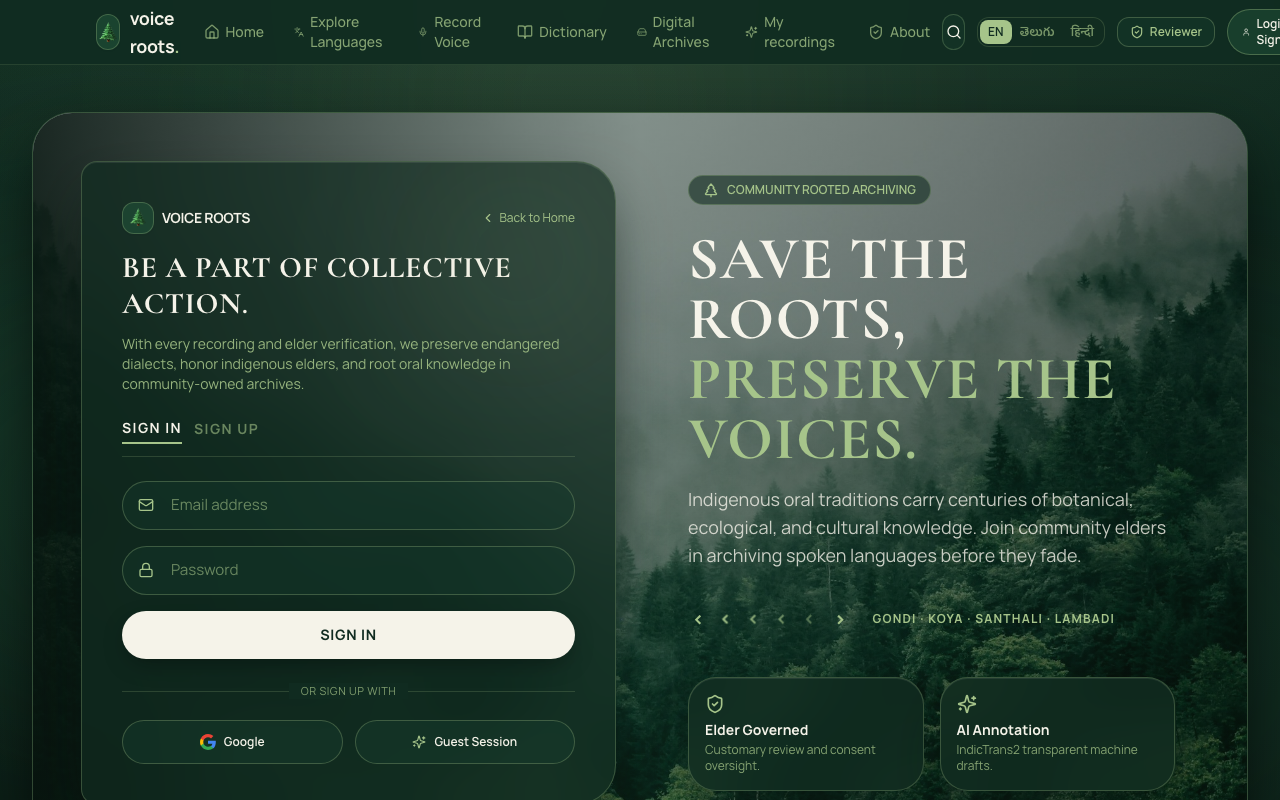 voice
roots.
Home
Explore
Languages
Record
Voice
Dictionary
Digital
Archives
My
recordings
About
EN
తెలుగు
हिन्दी
Reviewer
VOICE ROOTS
Back to Home
BE A PART OF COLLECTIVE
ACTION.
With every recording and elder verification, we preserve endangered
dialects, honor indigenous elders, and root oral knowledge in
community-owned archives.
SIGN IN
SIGN UP
Email address
Password
SIGN IN
OR SIGN UP WITH
Google
Guest Session
COMMUNITY ROOTED ARCHIVING
SAVE THE
ROOTS,
PRESERVE THE
VOICES.
Indigenous oral traditions carry centuries of botanical,
ecological, and cultural knowledge. Join community elders
in archiving spoken languages before they fade.
GONDI · KOYA · SANTHALI · LAMBADI
Elder Governed
Customary review and consent
oversight.
AI Annotation
IndicTrans2 transparent machine
drafts.